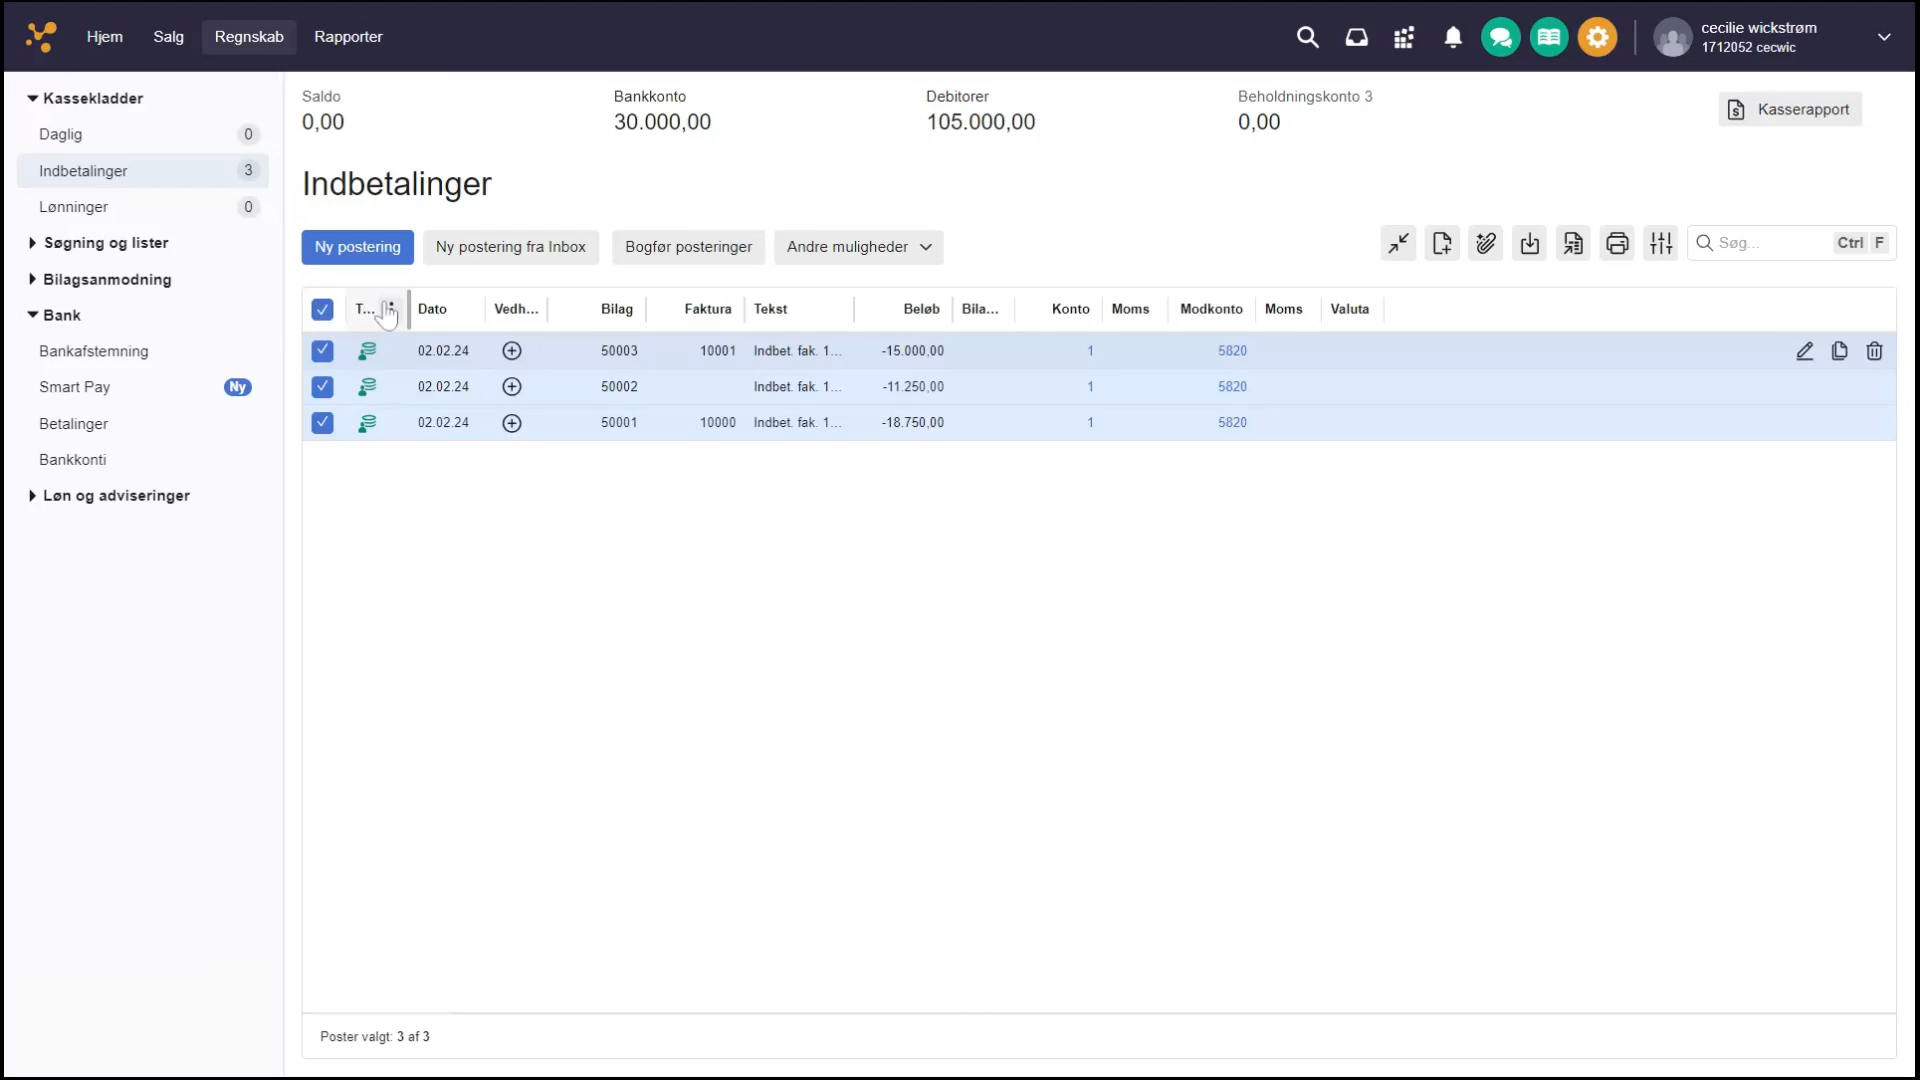 Hjem Salg Regnskab Rapporter cecilie wickstrøm
1712052 cecwic
Kassekladder
Daglig 0
Indbetalinger 3
Lønninger 0
Søgning og lister
Bilagsanmodning
Bank
Bankafstemning
Smart Pay Ny
Betalinger
Bankkonti
Løn og adviseringer
Saldo Bankkonto Debitorer Beholdningskonto 3
0,00 30.000,00 105.000,00 0,00
Kasserapport
Indbetalinger
Ny postering Ny postering fra Inbox Bogfør posteringer Andre muligheder Søg... Ctrl F
T... Dato Vedh... Bilag Faktura Tekst Beløb Bila... Konto Moms Modkonto Moms Valuta
02.02.24 50003 10001 Indbet. fak. 1... -15.000,00 1 5820
02.02.24 50002 Indbet. fak. 1... -11.250,00 1 5820
02.02.24 50001 10000 Indbet. fak. 1... -18.750,00 1 5820
Poster valgt: 3 af 3